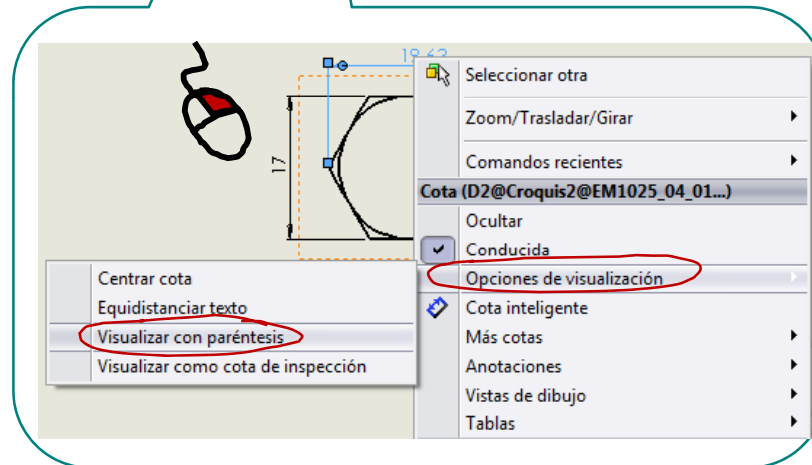 19,63
17
Seleccionar otra
Zoom/Trasladar/Girar
Comandos recientes
Cota (D2@Croquis2@EM1025_04_01...)
Ocultar
Conducida
Opciones de visualización
Cota inteligente
Más cotas
Anotaciones
Vistas de dibujo
Tablas
Centrar cota
Equidistanciar texto
Visualizar con paréntesis
Visualizar como cota de inspección